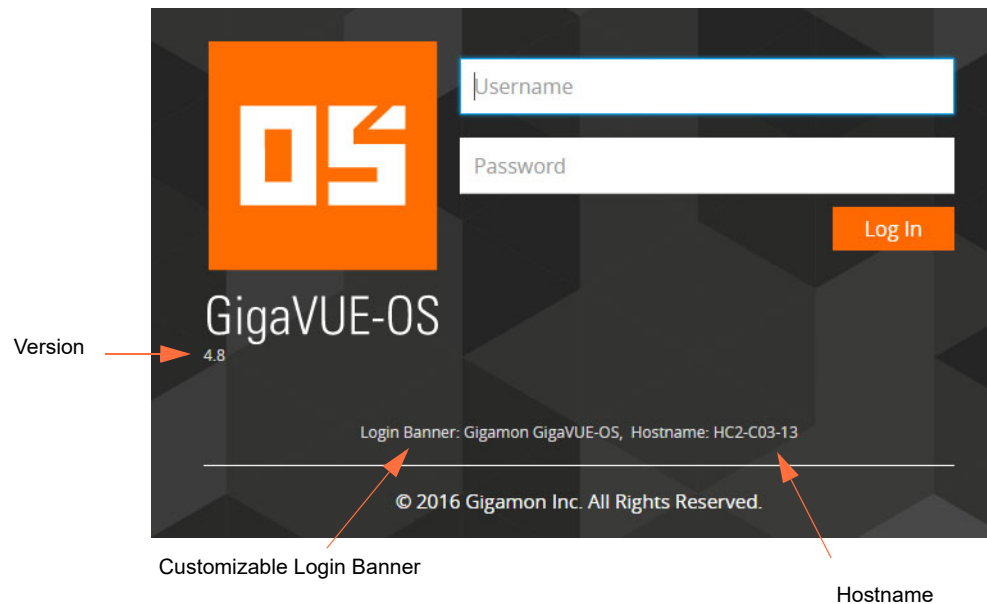 OS
Username
Password
Log In
GigaVUE-OS
Version
4.8
Login Banner: Gigamon GigaVUE-OS, Hostname: HC2-C03-13
© 2016 Gigamon Inc. All Rights Reserved.
Customizable Login Banner
Hostname